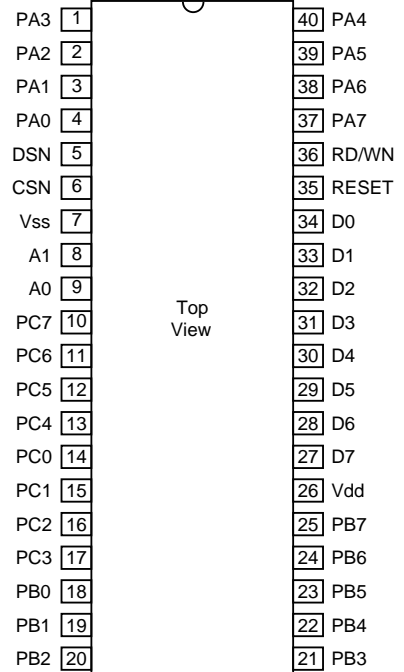 PA3 1 40 PA4
PA2 2 39 PA5
PA1 3 38 PA6
PA0 4 37 PA7
DSN 5 36 RD/WN
CSN 6 35 RESET
Vss 7 34 D0
A1 8 33 D1
A0 9 32 D2
Top
View
PC7 10 31 D3
PC6 11 30 D4
PC5 12 29 D5
PC4 13 28 D6
PC0 14 27 D7
PC1 15 26 Vdd
PC2 16 25 PB7
PC3 17 24 PB6
PB0 18 23 PB5
PB1 19 22 PB4
PB2 20 21 PB3